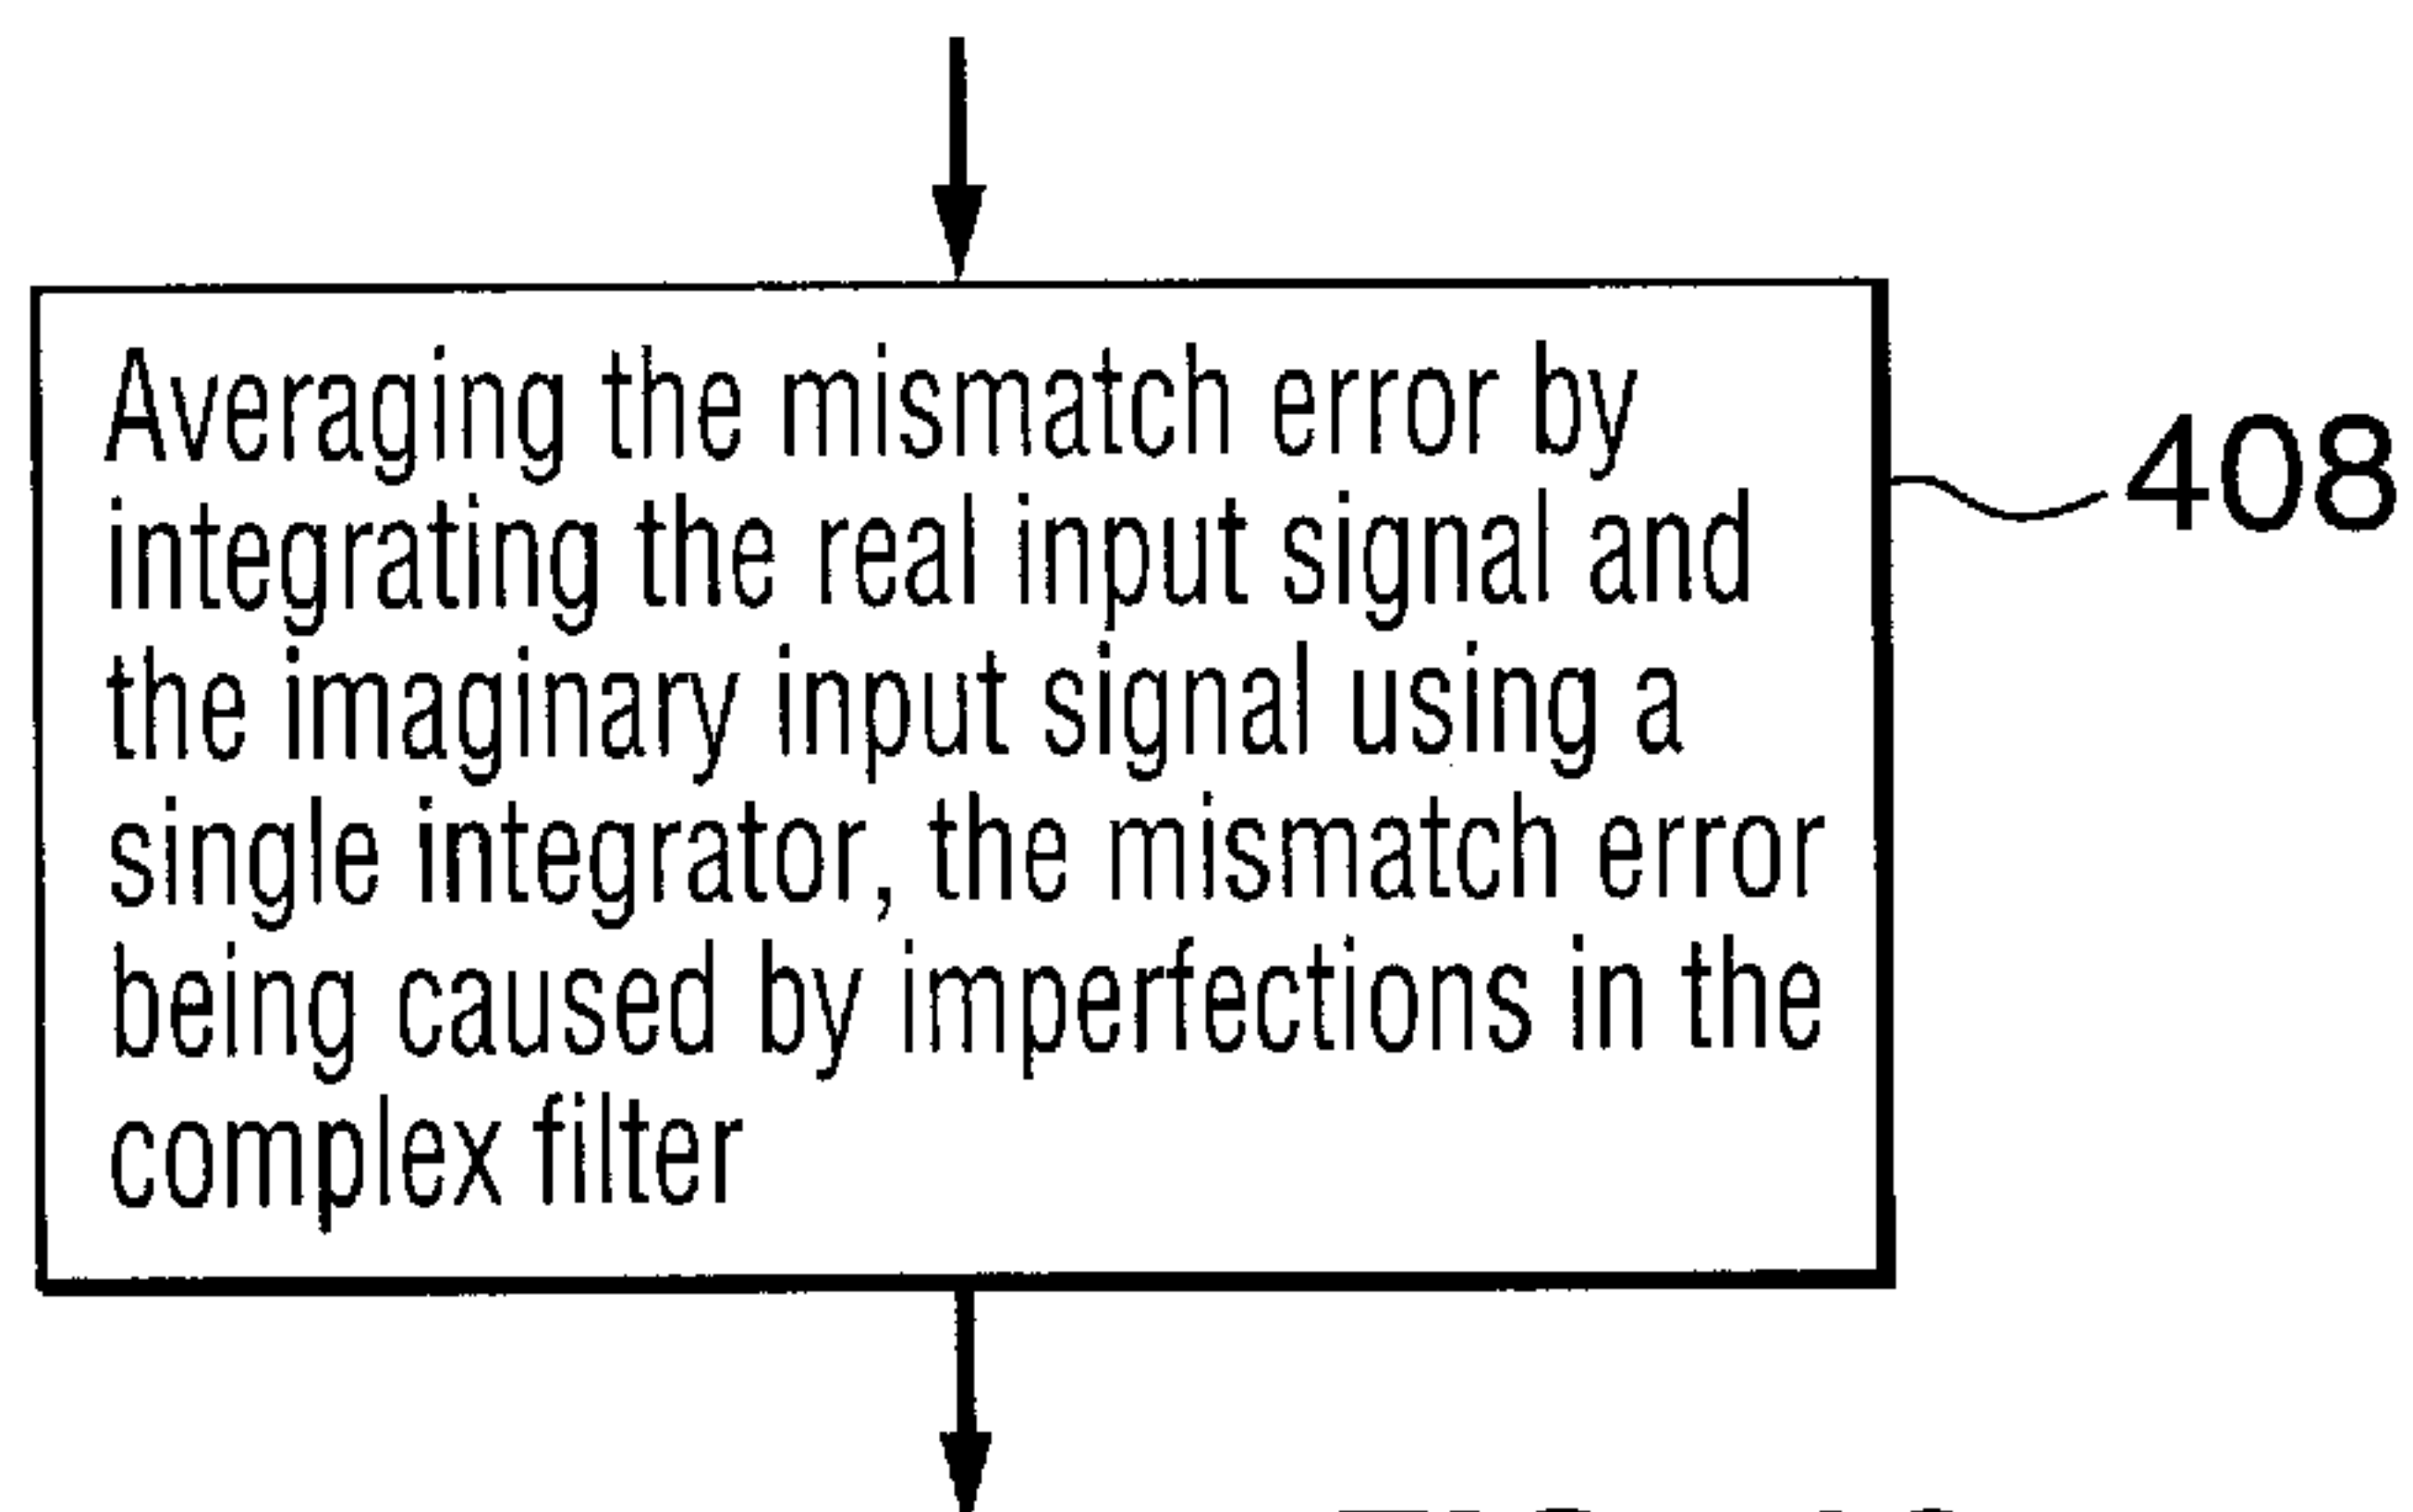 Averaging the mismatch error by
integrating the real input signal and
the imaginary input signal using a
single integrator, the mismatch error
being caused by imperfections in the
complex filter
408